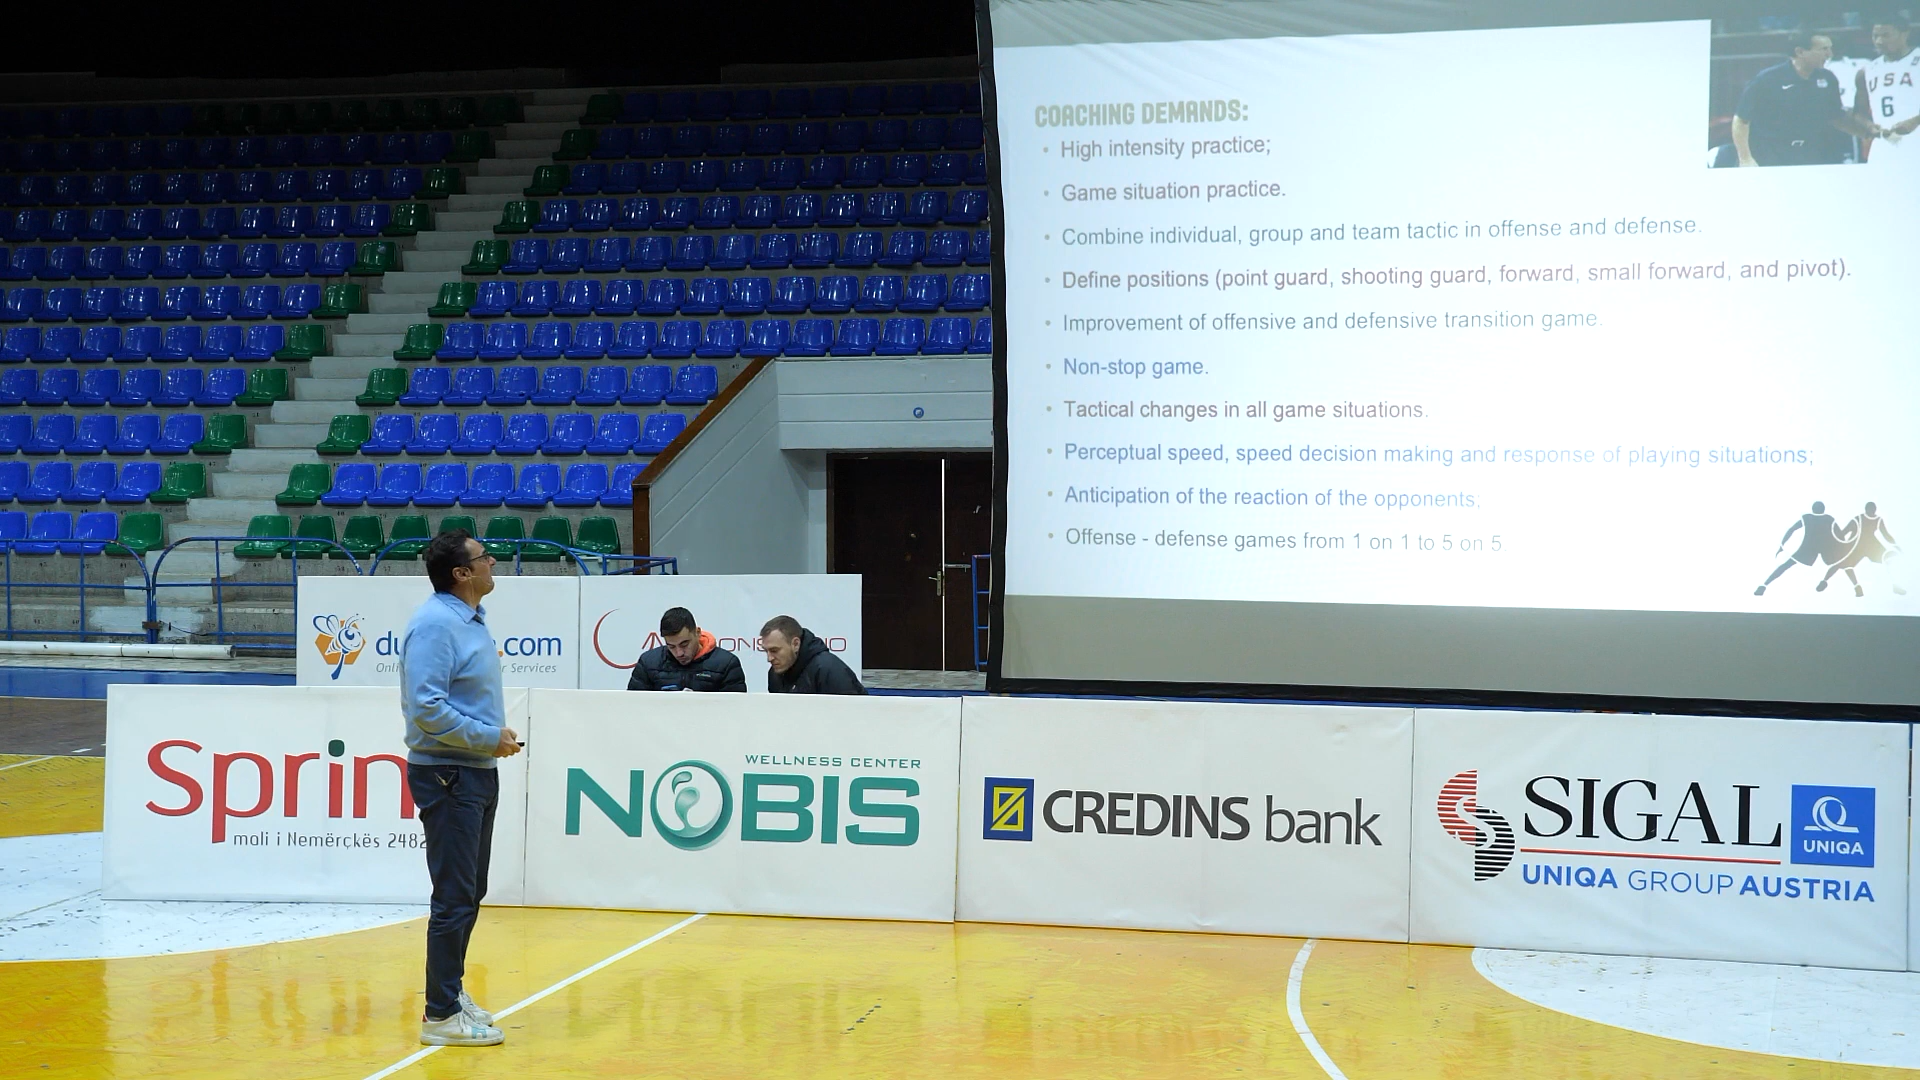 COACHING DEMANDS:
• High intensity practice;
• Game situation practice.
• Combine individual, group and team tactic in offense and defense.
• Define positions (point guard, shooting guard, forward, small forward, and pivot).
• Improvement of offensive and defensive transition game.
• Non-stop game.
• Tactical changes in all game situations.
• Perceptual speed, speed decision making and response of playing situations;
• Anticipation of the reaction of the opponents;
• Offense - defense games from 1 on 1 to 5 on 5
USA
6
.com
Services
Sprin
mali i Nemërçkës 2482
WELLNESS CENTER
NOBIS
CREDINS bank
SIGAL
UNIQA
UNIQA GROUP AUSTRIA